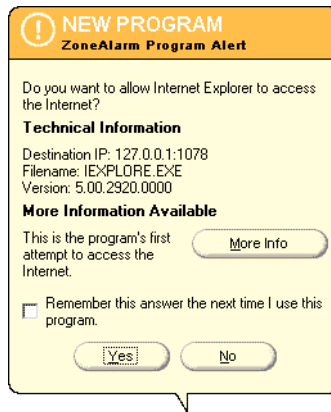 NEW PROGRAM
ZoneAlarm Program Alert
Do you want to allow Internet Explorer to access
the Internet?
Technical Information
Destination IP: 127.0.0.1:1078
Filename: IEXPLORE.EXE
Version: 5.00.2920.0000
More Information Available
This is the program's first
attempt to access the
Internet.
More Info
Remember this answer the next time I use this
program.
Yes No